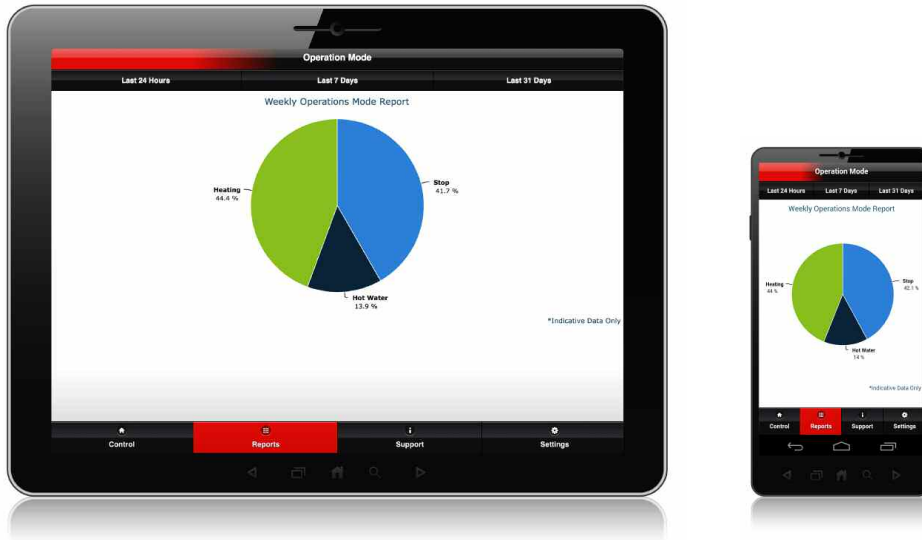 Operation Mode
Last 24 Hours
Last 7 Days
Last 31 Days
Weekly Operations Mode Report
Heating
44.4 %
Stop
41.7 %
Hot Water
13.9 %
*Indicative Data Only
Control
Reports
Support
Settings
Operation Mode
Last 24 Hours
Last 7 Days
Last 31 Days
Weekly Operations Mode Report
Heating
44 %
Stop
42.1 %
Hot Water
14 %
*Indicative Data Only
Control
Reports
Support
Settings